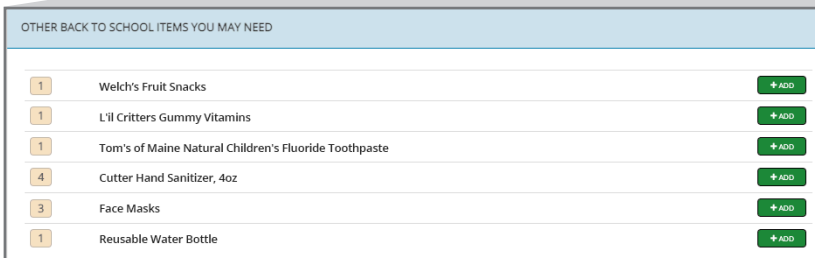 OTHER BACK TO SCHOOL ITEMS YOU MAY NEED
1 Welch's Fruit Snacks + ADD
1 L'il Critters Gummy Vitamins + ADD
1 Tom's of Maine Natural Children's Fluoride Toothpaste + ADD
4 Cutter Hand Sanitizer, 4oz + ADD
3 Face Masks + ADD
1 Reusable Water Bottle + ADD